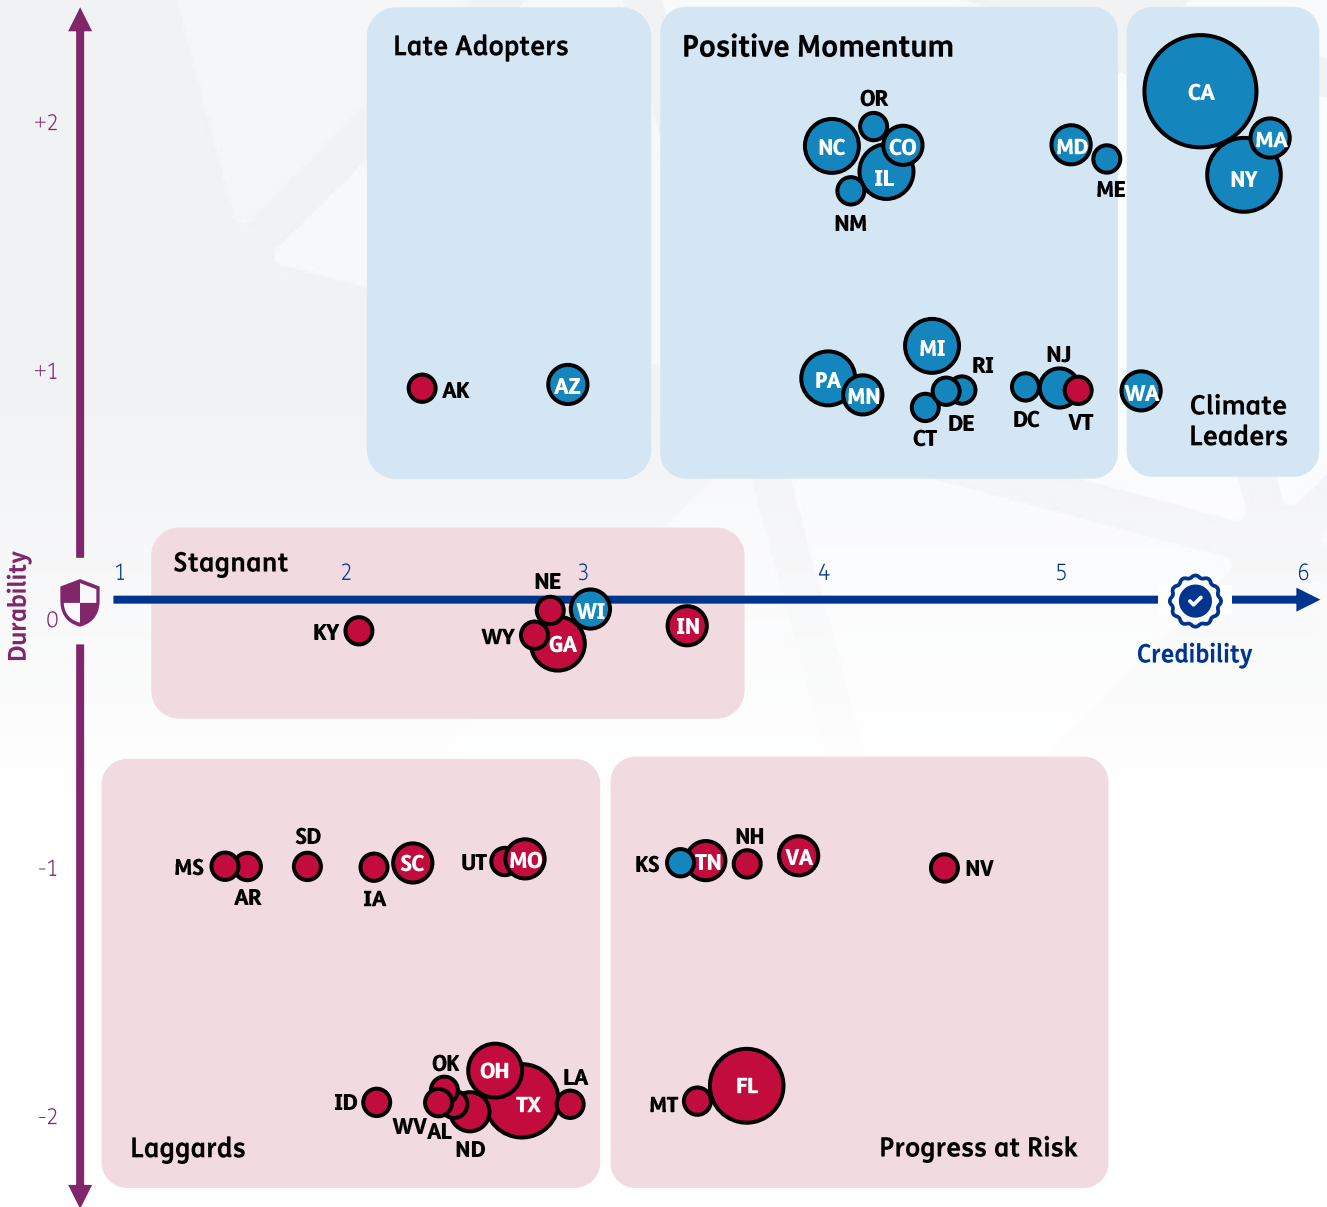 Late Adopters
Positive Momentum
CA
OR
+2
NC
CO
MD
MA
IL
ME
NY
NM
MI
NJ
RI
+1
AK
AZ
PA
MN
WA
DE
DC
VT
CT
Climate
Leaders
Durability
Stagnant
1
2
3
4
5
6
NE
WI
0
KY
WY
GA
IN
Credibility
SD
NH
-1
MS
SC
UT
MO
KS
TN
VA
NV
AR
IA
OK
OH
LA
ID
TX
MT
FL
-2
WV
AL
ND
Laggards
Progress at Risk